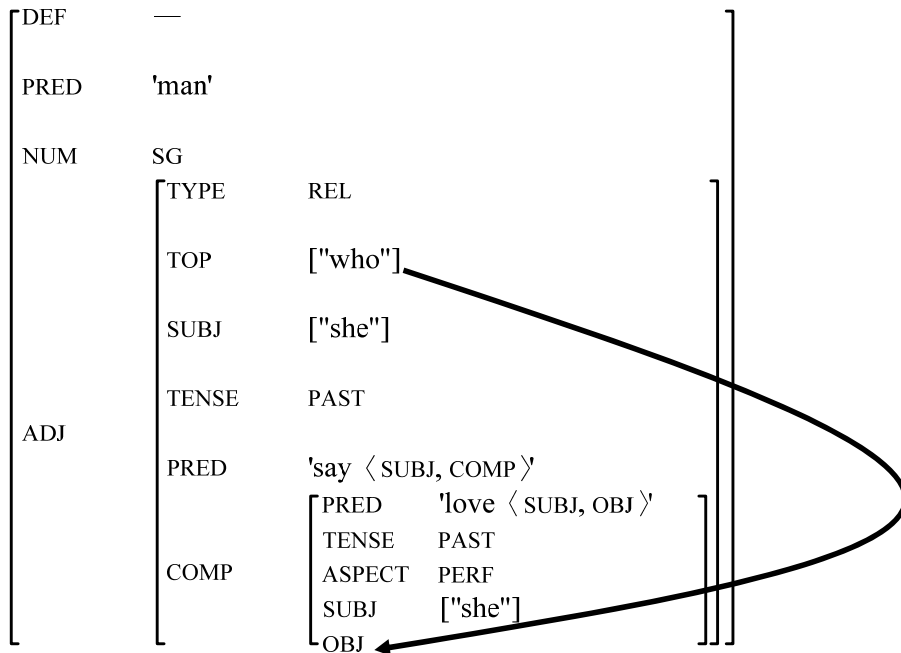 DEF —
PRED 'man'
NUM SG
TYPE REL
TOP ["who"]
SUBJ ["she"]
TENSE PAST
ADJ
PRED 'say〈SUBJ, COMP〉'
PRED 'love〈SUBJ, OBJ〉'
TENSE PAST
COMP ASPECT PERF
SUBJ ["she"]
OBJ